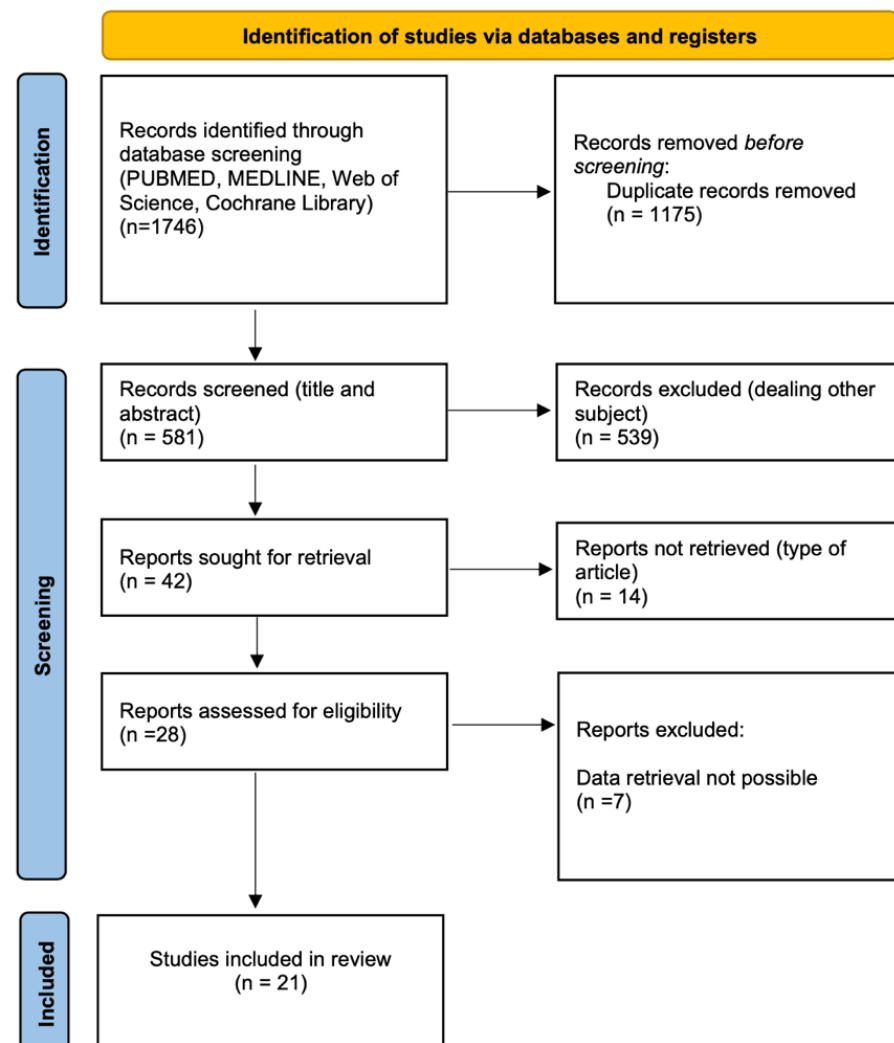 Identification of studies via databases and registers
Identification
Records identified through
database screening
(PUBMED, MEDLINE, Web of
Science, Cochrane Library)
(n=1746)
Records removed before
screening:
Duplicate records removed
(n = 1175)
Screening
Records screened (title and
abstract)
(n = 581)
Records excluded (dealing other
subject)
(n = 539)
Reports sought for retrieval
(n = 42)
Reports not retrieved (type of
article)
(n = 14)
Reports assessed for eligibility
(n =28)
Reports excluded:
Data retrieval not possible
(n =7)
Included
Studies included in review
(n = 21)